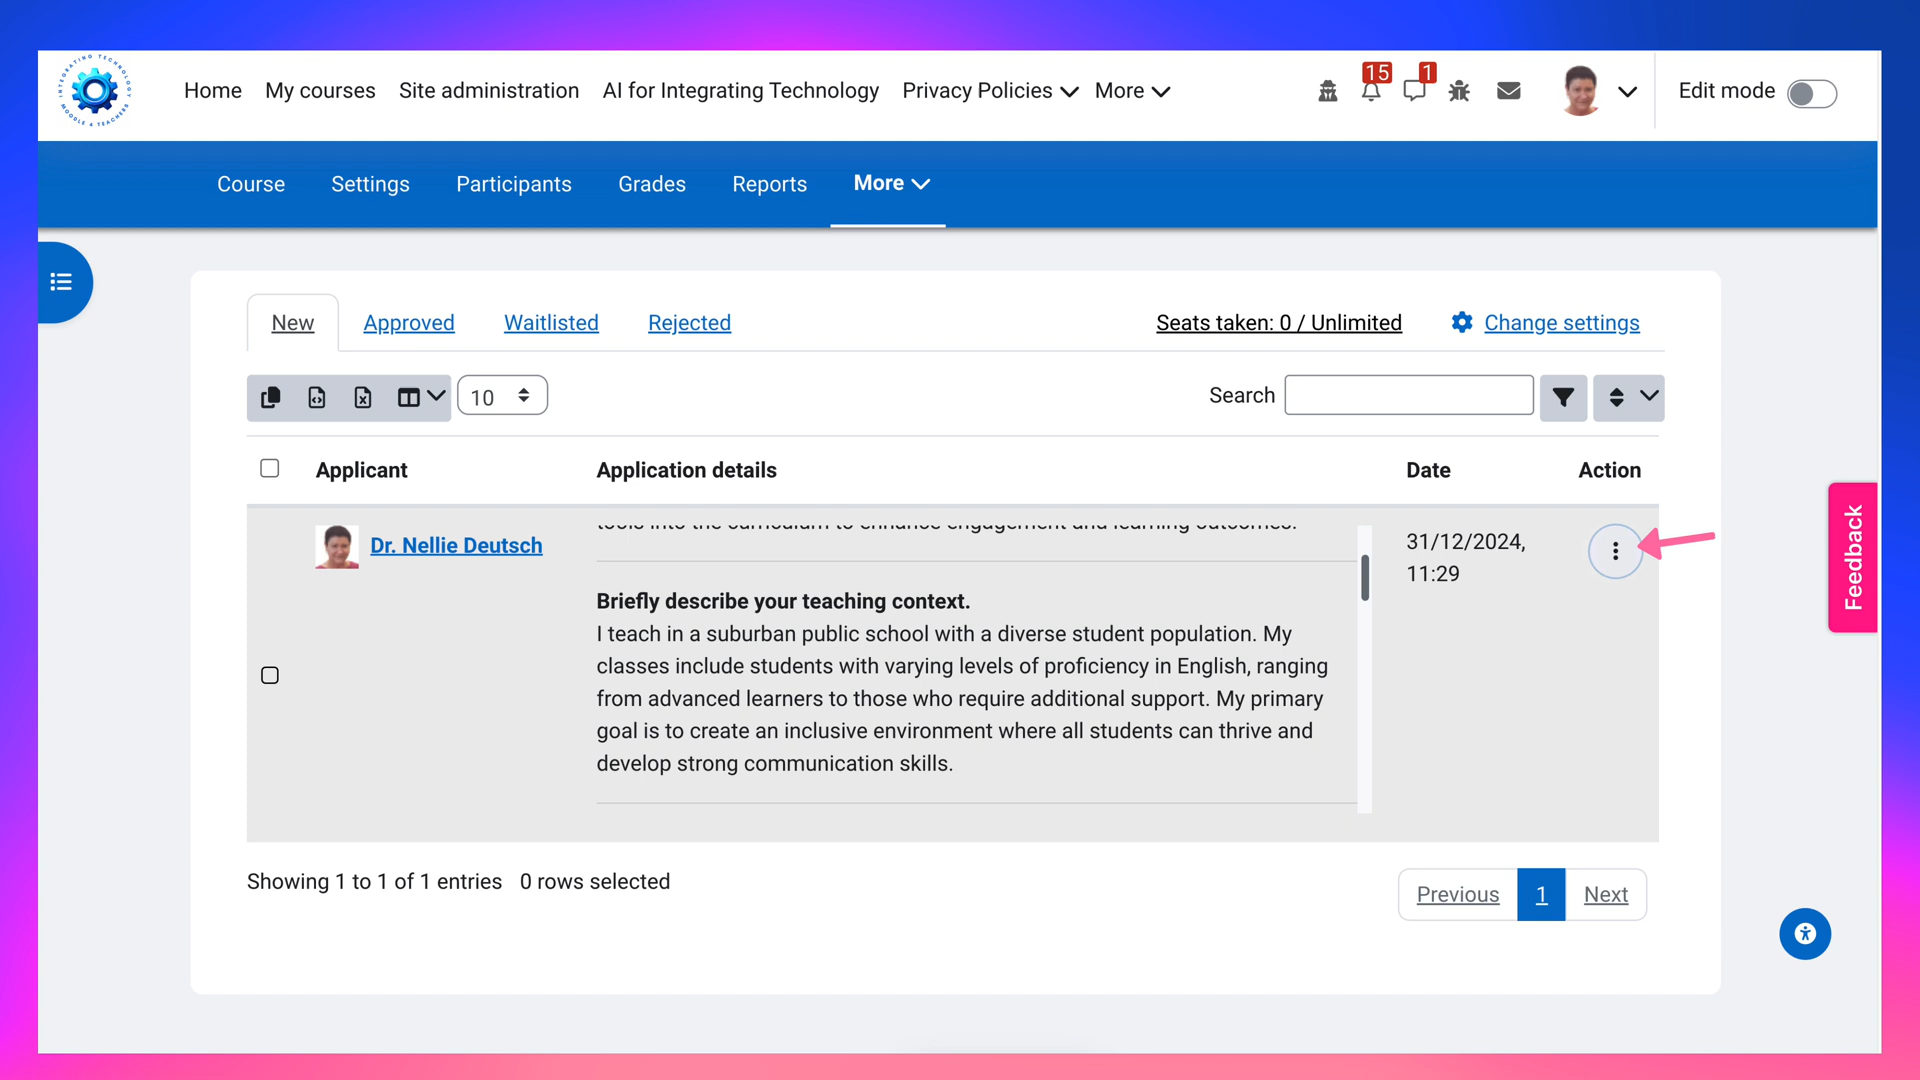 INTEGRATING TECHNOLOGY
MOODLE 4 TEACHERS
Home My courses Site administration AI for Integrating Technology Privacy Policies More
15
1
Edit mode
Course Settings Participants Grades Reports More
New Approved Waitlisted Rejected
Seats taken: 0 / Unlimited
Change settings
10
Search
Applicant Application details Date Action
tools into the curriculum to enhance engagement and learning outcomes.
Dr. Nellie Deutsch
31/12/2024,
11:29
Briefly describe your teaching context.
I teach in a suburban public school with a diverse student population. My
classes include students with varying levels of proficiency in English, ranging
from advanced learners to those who require additional support. My primary
goal is to create an inclusive environment where all students can thrive and
develop strong communication skills.
Feedback
Showing 1 to 1 of 1 entries 0 rows selected
Previous 1 Next